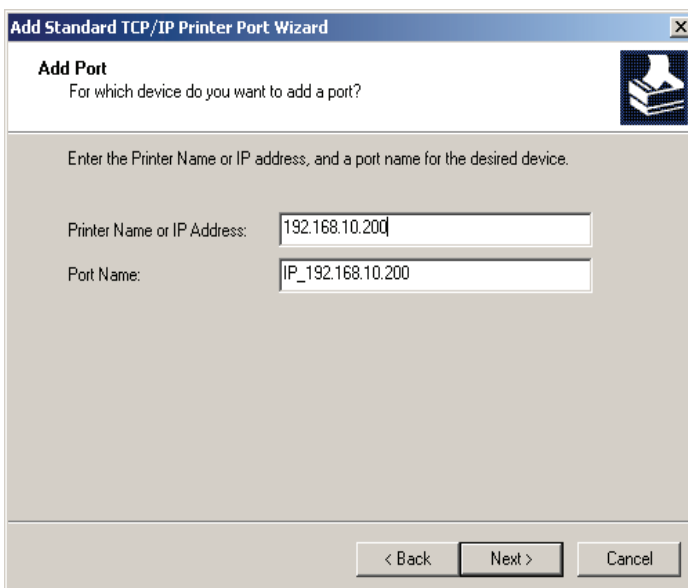 Add Standard TCP/IP Printer Port Wizard
Add Port
For which device do you want to add a port?
Enter the Printer Name or IP address, and a port name for the desired device.
Printer Name or IP Address: 192.168.10.200
Port Name: IP_192.168.10.200
< Back Next > Cancel